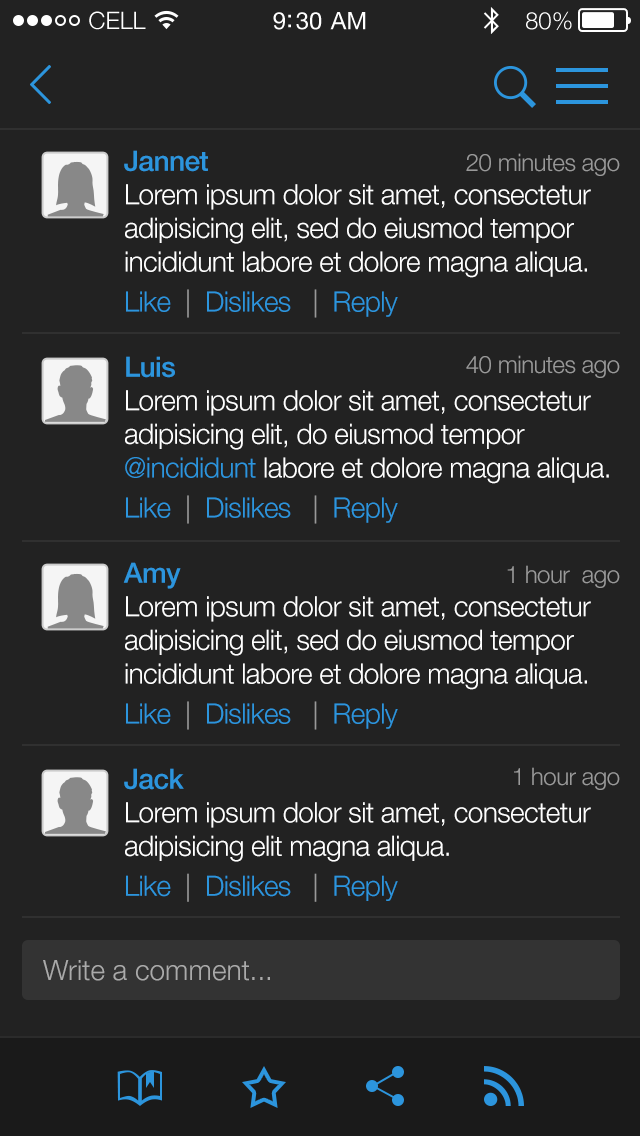 CELL 9:30 AM 80%
Jannet 20 minutes ago
Lorem ipsum dolor sit amet, consectetur
adipisicing elit, sed do eiusmod tempor
incididunt labore et dolore magna aliqua.
Like | Dislikes | Reply
Luis 40 minutes ago
Lorem ipsum dolor sit amet, consectetur
adipisicing elit, do eiusmod tempor
@incididunt labore et dolore magna aliqua.
Like | Dislikes | Reply
Amy 1 hour ago
Lorem ipsum dolor sit amet, consectetur
adipisicing elit, sed do eiusmod tempor
incididunt labore et dolore magna aliqua.
Like | Dislikes | Reply
Jack 1 hour ago
Lorem ipsum dolor sit amet, consectetur
adipisicing elit magna aliqua.
Like | Dislikes | Reply
Write a comment...